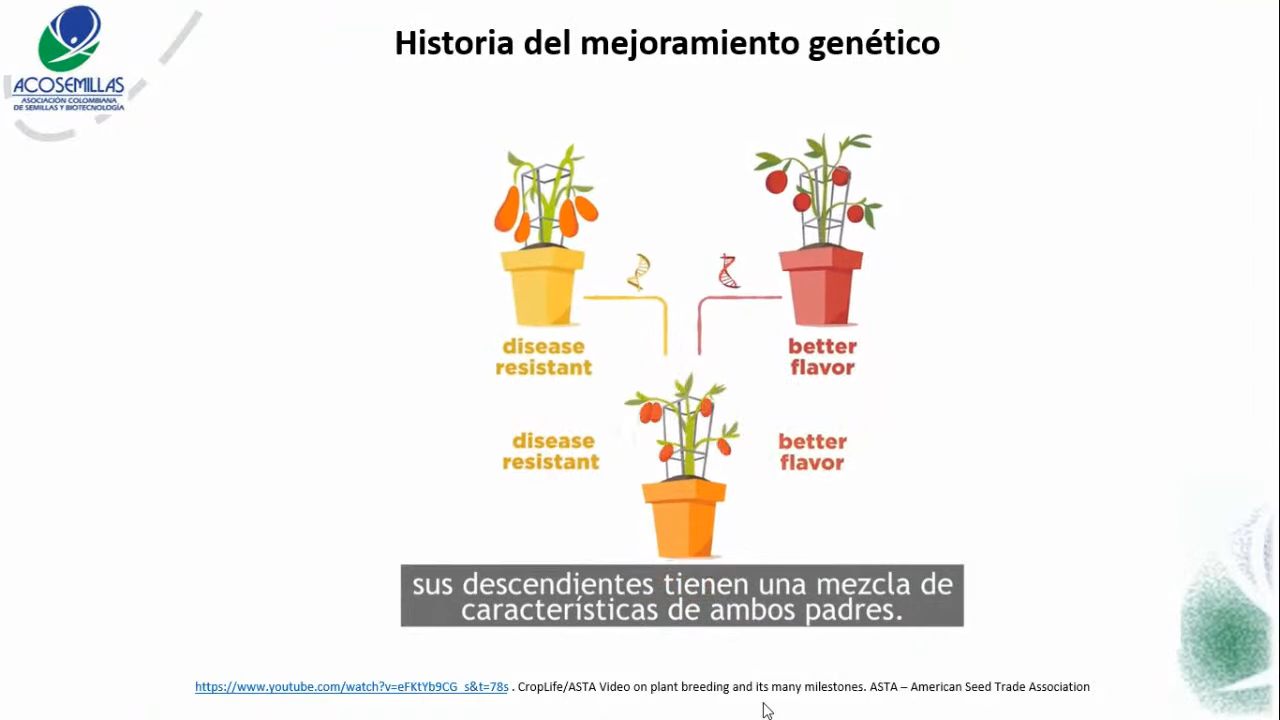 Historia del mejoramiento genético
ACOSEMILLAS
ASOCIACIÓN COLOMBIANA
DE SEMILLAS Y BIOTECNOLOGÍA
disease
resistant
better
flavor
disease
resistant
better
flavor
sus descendientes tienen una mezcla de
características de ambos padres.
https://www.youtube.com/watch?v=eFKtYb9CG_s&t=78s . CropLife/ASTA Video on plant breeding and its many milestones. ASTA – American Seed Trade Association